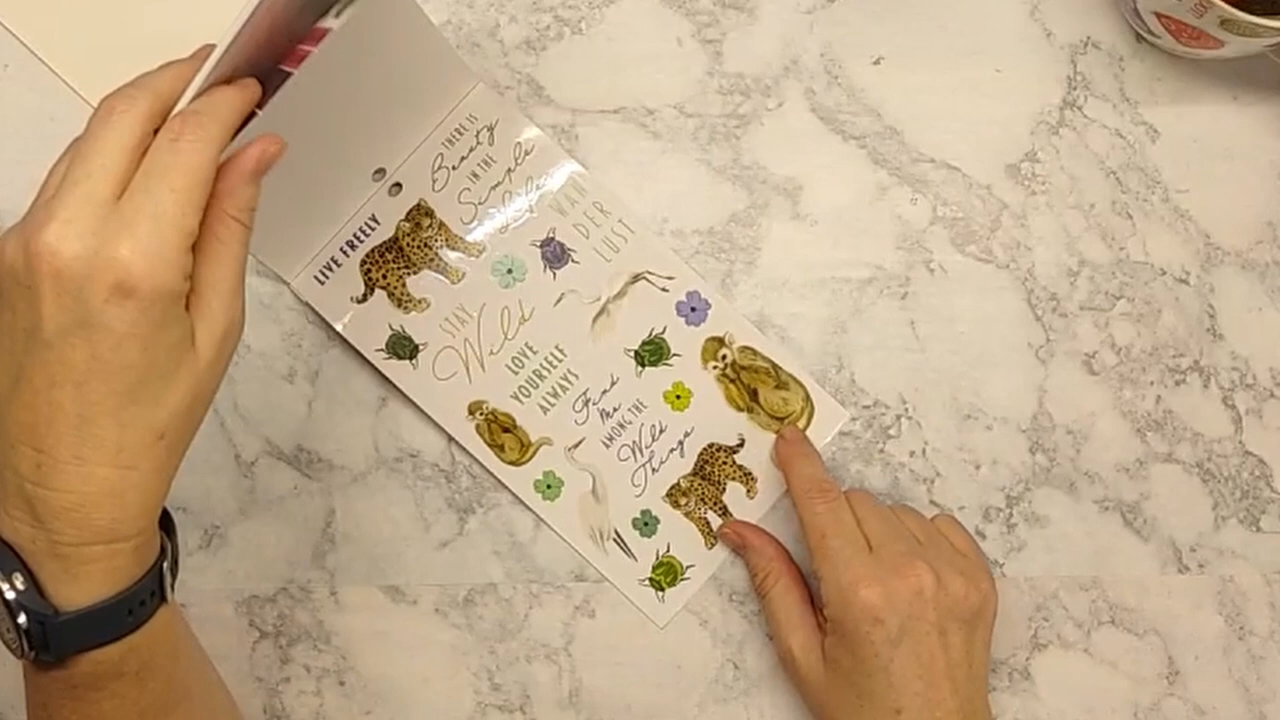 LIVE FREELY
THERE IS
Beauty
IN THE
Simple
Life
WAN
DER
LUST
STAY
Wild
LOVE
YOURSELF
ALWAYS
Find
Me
AMONG THE
Wild
Things